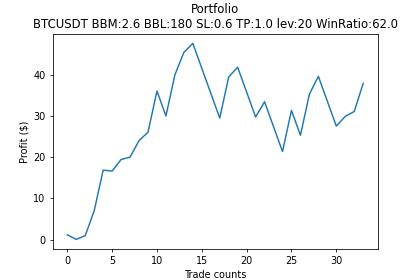 Portfolio
BTCUSDT BBM:2.6 BBL:180 SL:0.6 TP:1.0 lev:20 WinRatio:62.0
40
30
20
10
0
Profit ($)
0 5 10 15 20 25 30
Trade counts